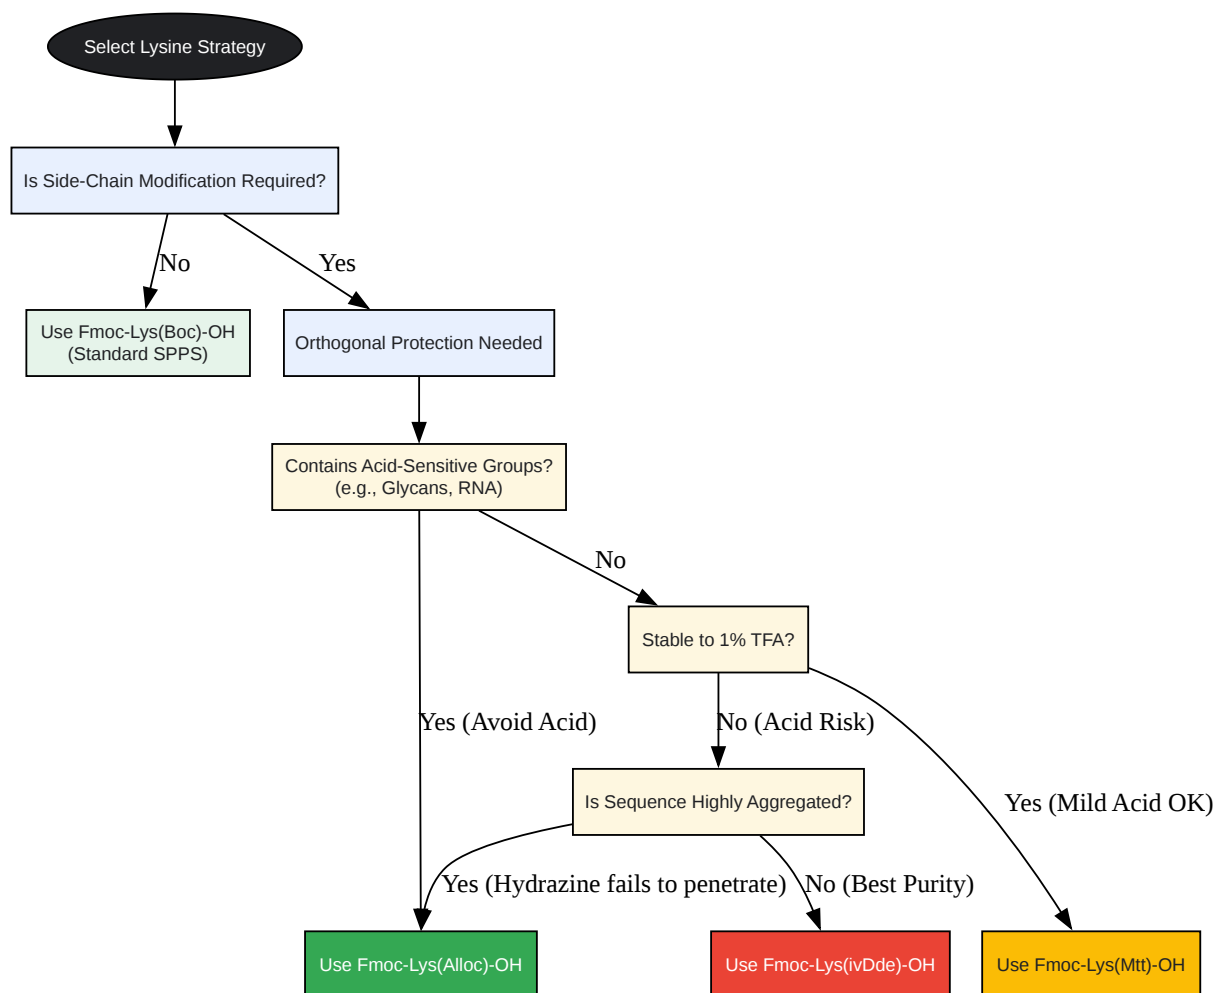 Select Lysine Strategy
Is Side-Chain Modification Required?
No
Yes
Use Fmoc-Lys(Boc)-OH
(Standard SPPS)
Orthogonal Protection Needed
Contains Acid-Sensitive Groups?
(e.g., Glycans, RNA)
No
Stable to 1% TFA?
Yes (Avoid Acid)
No (Acid Risk)
Is Sequence Highly Aggregated?
Yes (Mild Acid OK)
Yes (Hydrazine fails to penetrate)
No (Best Purity)
Use Fmoc-Lys(Alloc)-OH
Use Fmoc-Lys(ivDde)-OH
Use Fmoc-Lys(Mtt)-OH